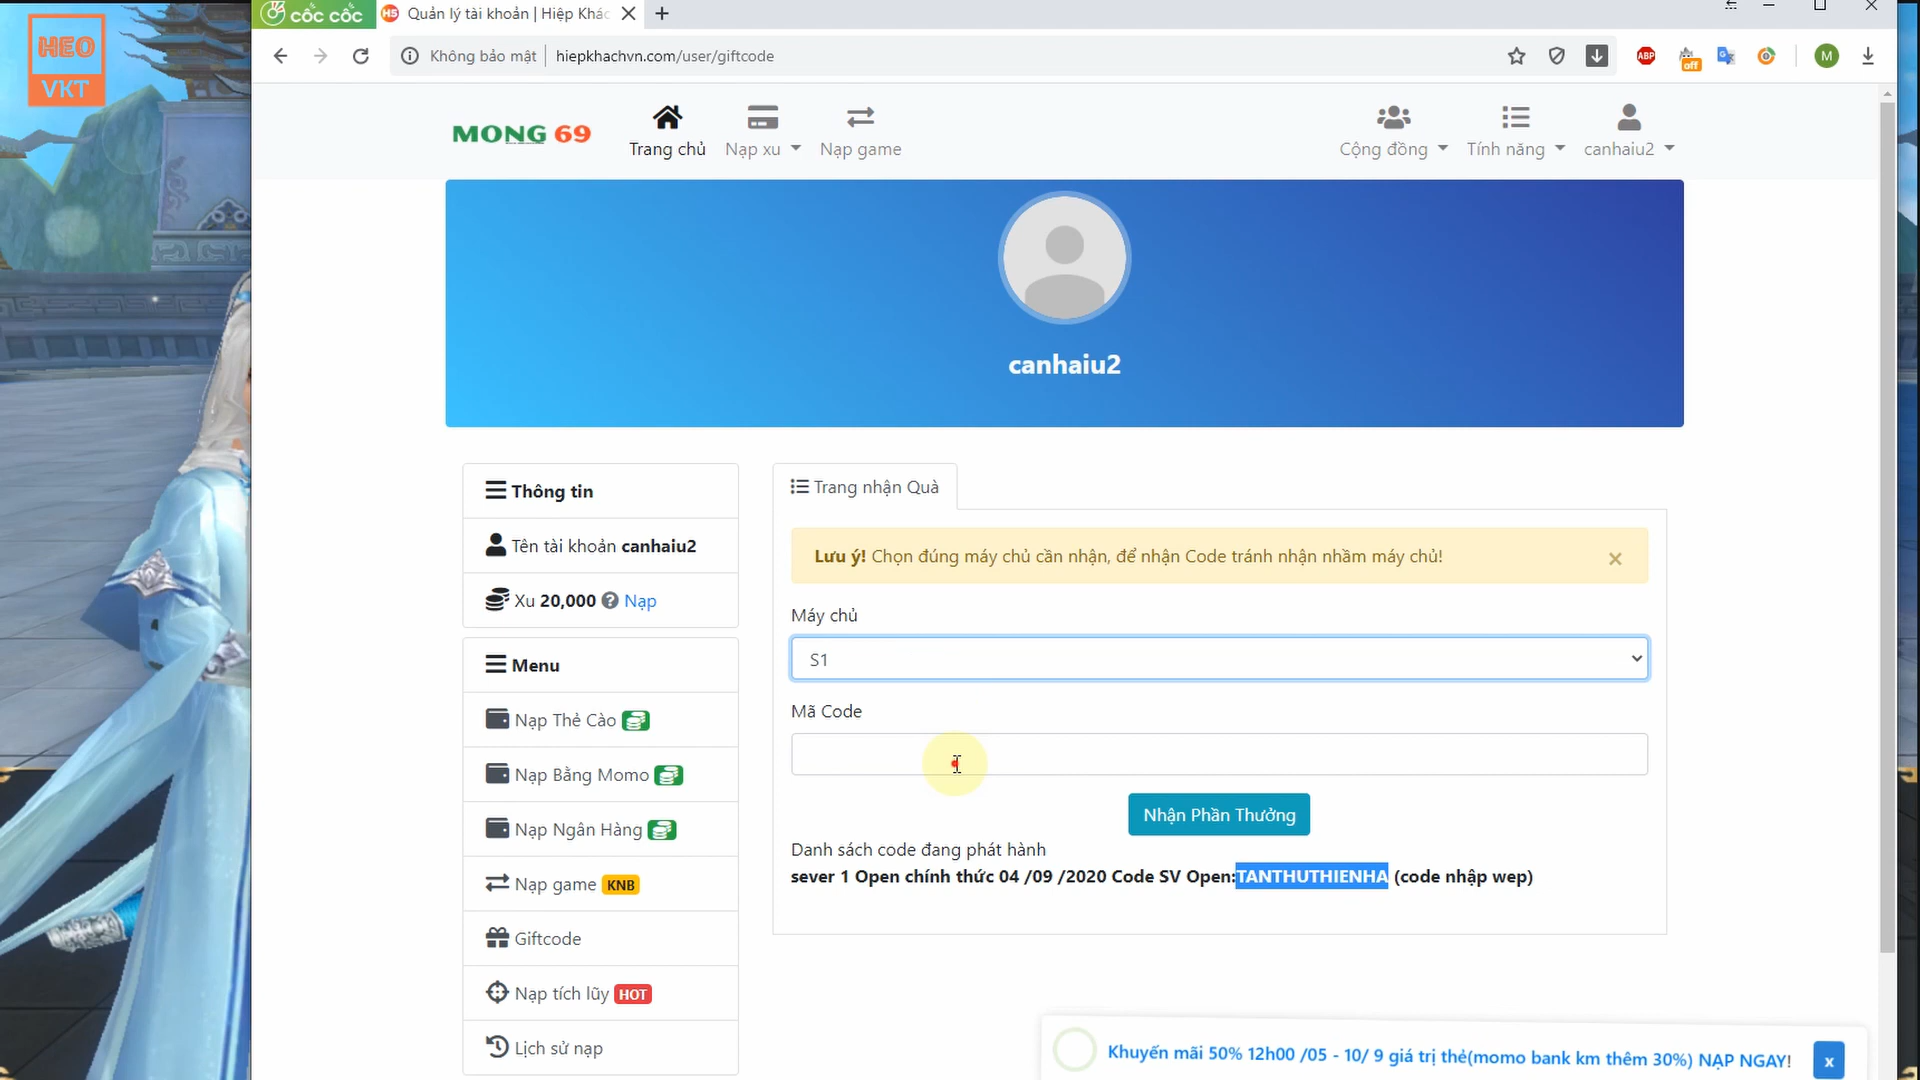 HEO
VKT
cốc cốc
H5 Quản lý tài khoản | Hiệp Khác
Không bảo mật
hiepkhachvn.com/user/giftcode
ABP
off
M
MONG 69
Trang chủ
Nạp xu
Nạp game
Cộng đồng
Tính năng
canhaiu2
canhaiu2
Thông tin
Tên tài khoản canhaiu2
Xu 20,000 ? Nạp
Menu
Nạp Thẻ Cào
Nạp Bằng Momo
Nạp Ngân Hàng
Nạp game KNB
Giftcode
Nạp tích lũy HOT
Lịch sử nạp
Trang nhận Quà
Lưu ý! Chọn đúng máy chủ cần nhận, để nhận Code tránh nhận nhầm máy chủ!
×
Máy chủ
S1
Mã Code
Nhận Phần Thưởng
Danh sách code đang phát hành
sever 1 Open chính thức 04 /09 /2020 Code SV Open:TANTHUTHIENHA (code nhập wep)
Khuyến mãi 50% 12h00 /05 - 10/ 9 giá trị thẻ(momo bank km thêm 30%) NẠP NGAY!
x